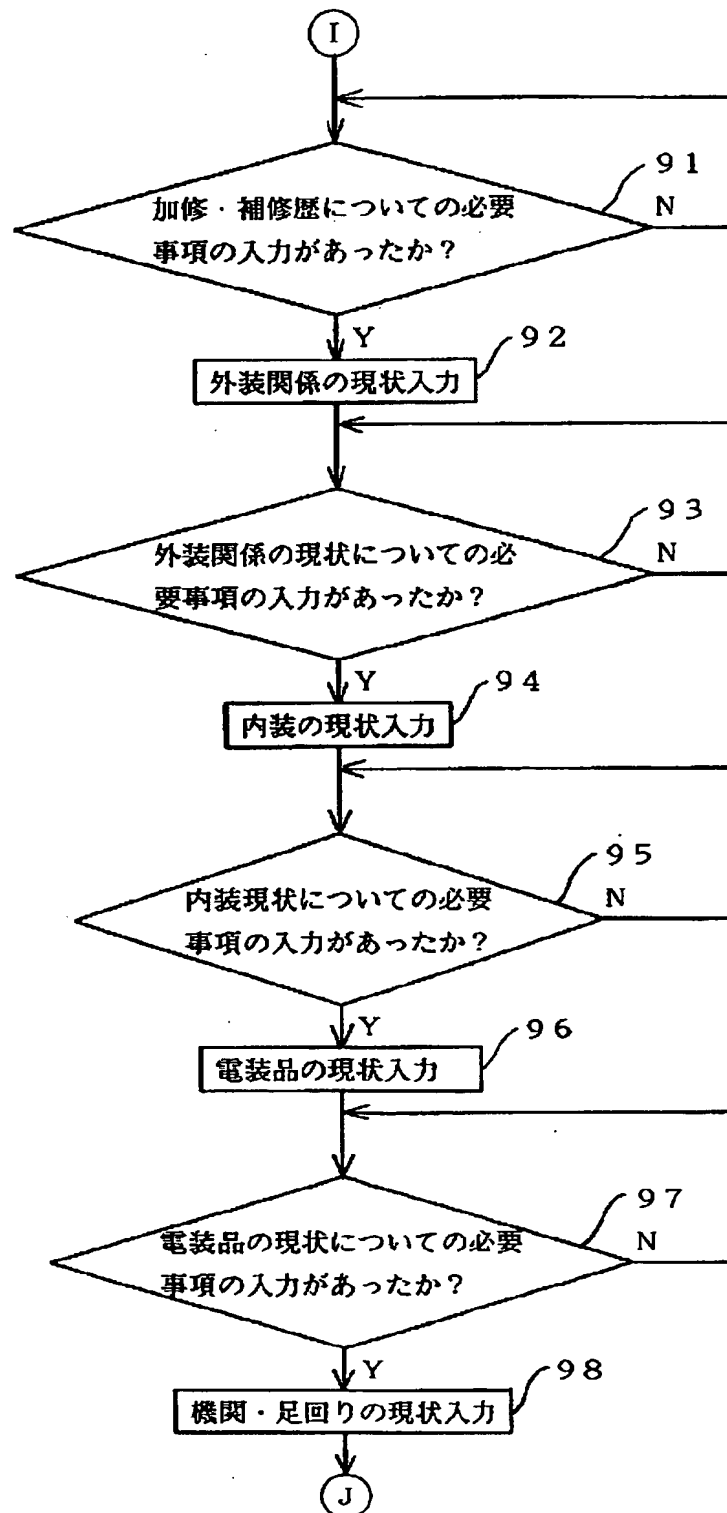 I
91
加修・補修歴についての必要
事項の入力があったか?
N
Y
92
外装関係の現状入力
93
外装関係の現状についての必
要事項の入力があったか?
N
Y
94
内装の現状入力
95
内装現状についての必要
事項の入力があったか?
N
Y
96
電装品の現状入力
97
電装品の現状についての必要
事項の入力があったか?
N
Y
98
機関・足回りの現状入力
J